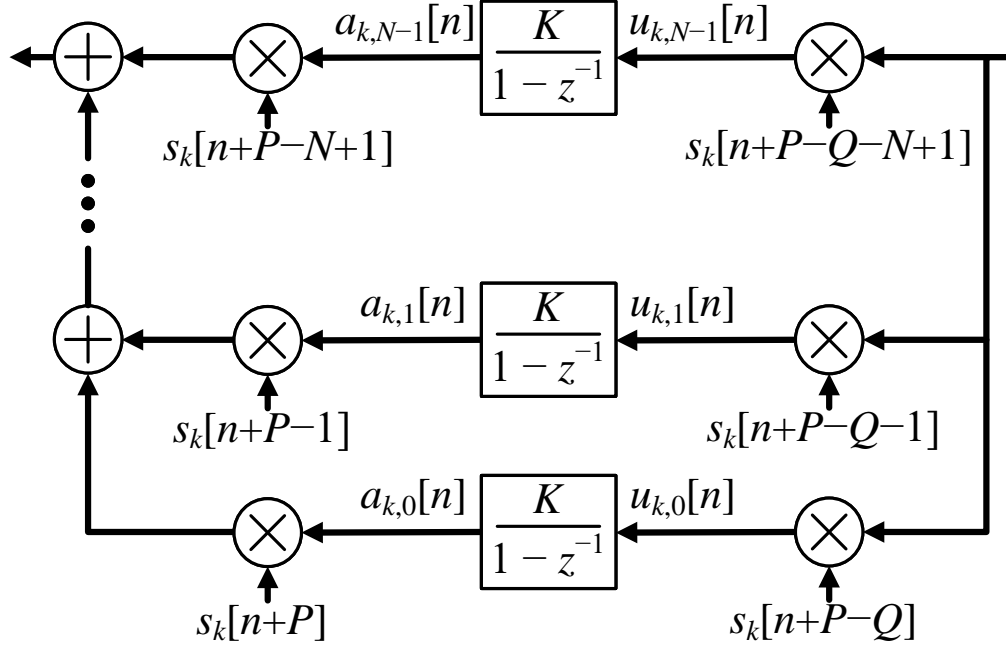 a_{k,N−1}[n] K / 1 − z^{−1} u_{k,N−1}[n]
s_k[n+P−N+1] s_k[n+P−Q−N+1]
a_{k,1}[n] K / 1 − z^{−1} u_{k,1}[n]
s_k[n+P−1] s_k[n+P−Q−1]
a_{k,0}[n] K / 1 − z^{−1} u_{k,0}[n]
s_k[n+P] s_k[n+P−Q]